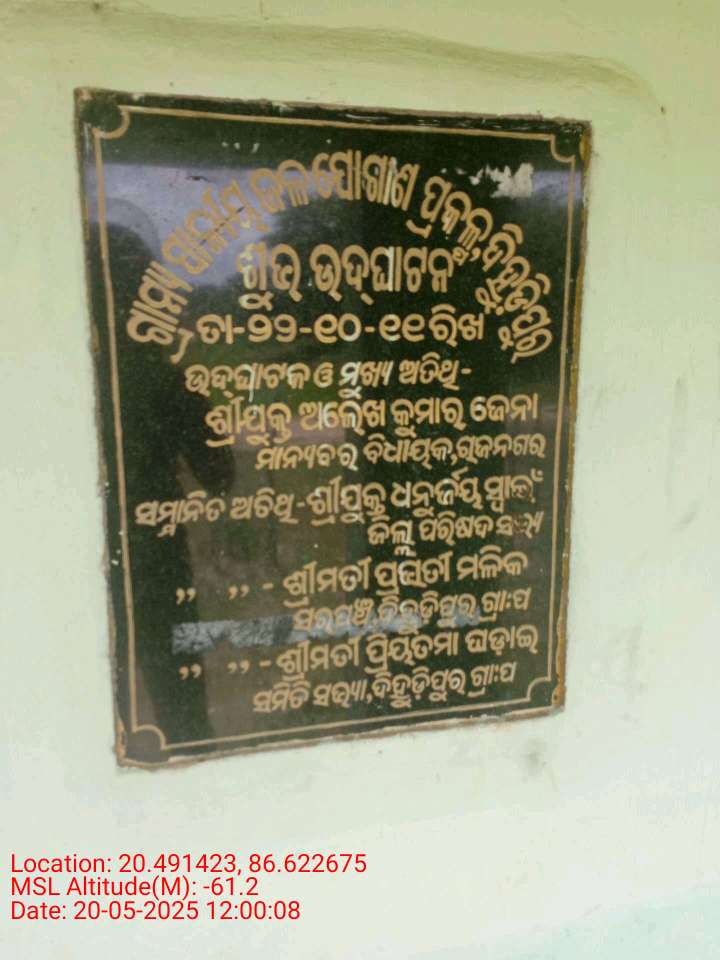 ଗ୍ରାମ୍ୟ ପାନୀୟ ଜଳଯୋଗାଣ ପ୍ରକଳ୍ପ, ଦିହୁଡ଼ିପୁର
ଶୁଭ ଉଦ୍‌ଘାଟନ
ତା-୨୨-୧୦-୧୧ରିଖ
ଉଦ୍‌ଘାଟକ ଓ ମୁଖ୍ୟ ଅତିଥି-
ଶ୍ରୀଯୁକ୍ତ ଅଲେଖ କୁମାର ଜେନା
ମାନ୍ୟବର ବିଧାୟକ,ରାଜନଗର
ସମ୍ମାନିତ ଅତିଥି-ଶ୍ରୀଯୁକ୍ତ ଧନୁର୍ଜୟ ସ୍ୱାଇଁ
ଜିଲ୍ଲା ପରିଷଦ ସଭ୍ୟ
,, ,, - ଶ୍ରୀମତୀ ପ୍ରଭାତୀ ମଳିକ
ସରପଞ୍ଚ,ଦିହୁଡ଼ିପୁର ଗ୍ରା:ପ
,, ,, - ଶ୍ରୀମତୀ ପ୍ରିୟତମା ଘଡ଼ାଇ
ସମିତି ସଭ୍ୟା,ଦିହୁଡ଼ିପୁର ଗ୍ରା:ପ
Location: 20.491423, 86.622675
MSL Altitude(M): -61.2
Date: 20-05-2025 12:00:08